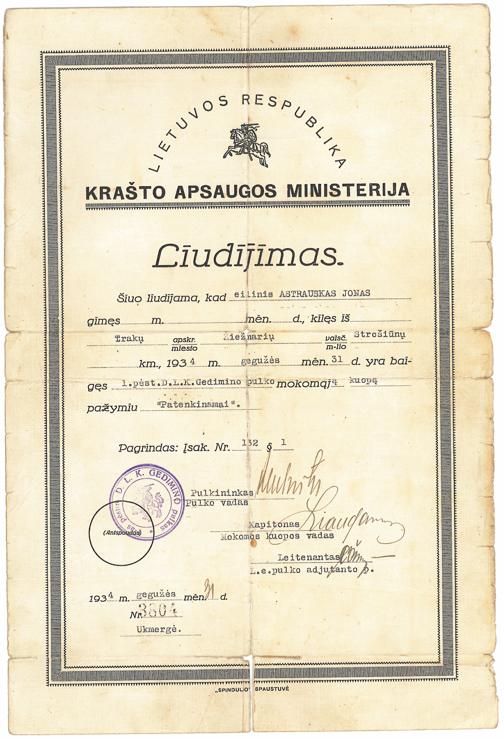 LIETUVOS RESPUBLIKA
KRAŠTO APSAUGOS MINISTERIJA
Liudijimas.
Šiuo liudijama, kad eilinis ASTRAUSKAS JONAS
gimęs m. mėn. d., kilęs iš
Trakų apskr. miesto Žiežmarių valsč. m-lio Strošiūnų
km., 1934 m. gegužės mėn. 31 d. yra bai-
gęs 1.pėst.D.L.K.Gedimino pulko mokomąją kuopą
pažymiu "Patenkinamai".
Pagrindas: Įsak. Nr. 132 § 1
D. L. K. GEDIMINO pulkas
(Antspaudas)
Pulkininkas
Pulko vadas
Kapitonas
Mokomos kuopos vadas
Leitenantas
L.e.pulko adjutanto p.
1934 m. gegužės mėn. 31 d.
Nr. 3804
Ukmergė.
„SPINDULIO" SPAUSTUVĖ